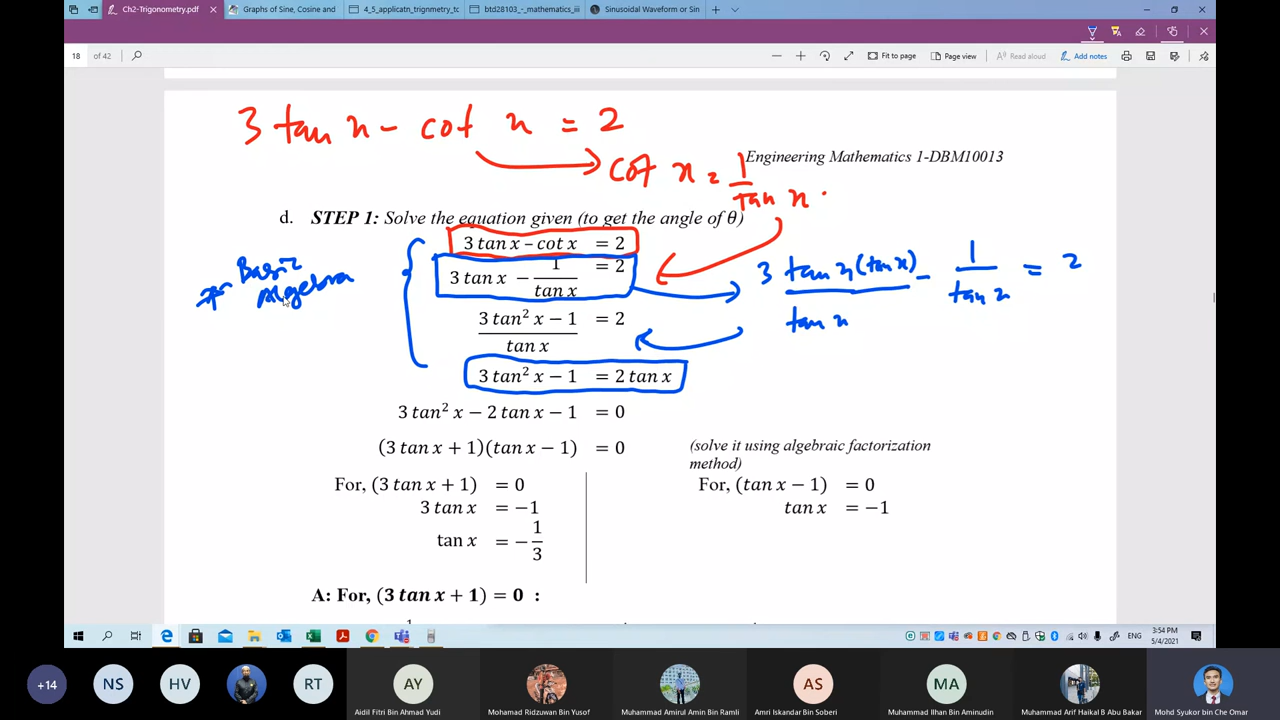 Ch2-Trigonometry.pdf
Graphs of Sine, Cosine and
4_5_applicatn_trignmetry_to
btd28103_-_mathematics_iii
Sinusoidal Waveform or Sin
18 of 42
Fit to page
Page view
Read aloud
Add notes
3 tan x - cot x = 2
Engineering Mathematics 1-DBM10013
cot x = 1/tan x
d. STEP 1: Solve the equation given (to get the angle of θ)
3 tan x − cot x = 2
Basic
Algebra
3 tan x − 1/tan x = 2
3 tan x (tan x)/tan x - 1/tan x = 2
(3 tan² x − 1)/tan x = 2
3 tan² x − 1 = 2 tan x
3 tan² x − 2 tan x − 1 = 0
(3 tan x + 1)(tan x − 1) = 0
(solve it using algebraic factorization
method)
For, (3 tan x + 1) = 0
3 tan x = −1
tan x = −1/3
For, (tan x − 1) = 0
tan x = −1
A: For, (3 tan x + 1) = 0 :
1
ENG
3:54 PM
5/4/2021
+14
NS
HV
RT
AY
Aidil Fitri Bin Ahmad Yudi
Mohamad Ridzuwan Bin Yusof
Muhammad Amirul Amin Bin Ramli
AS
Amri Iskandar Bin Soberi
MA
Muhammad Ilhan Bin Aminudin
Muhammad Arif Haikal B Abu Bakar
Mohd Syukor bin Che Omar